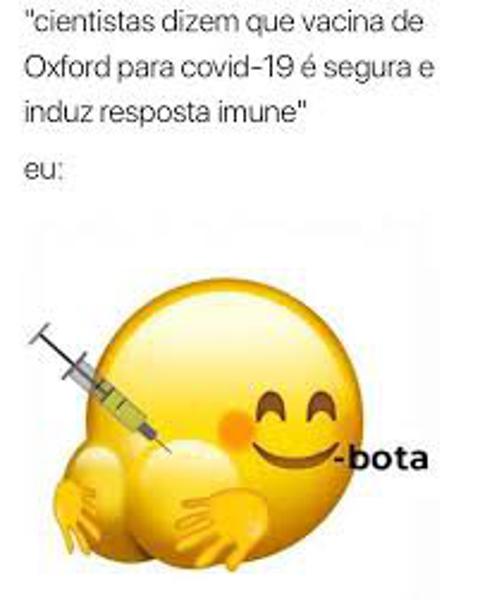 "cientistas dizem que vacina de
Oxford para covid-19 é segura e
induz resposta imune"
eu:
-bota